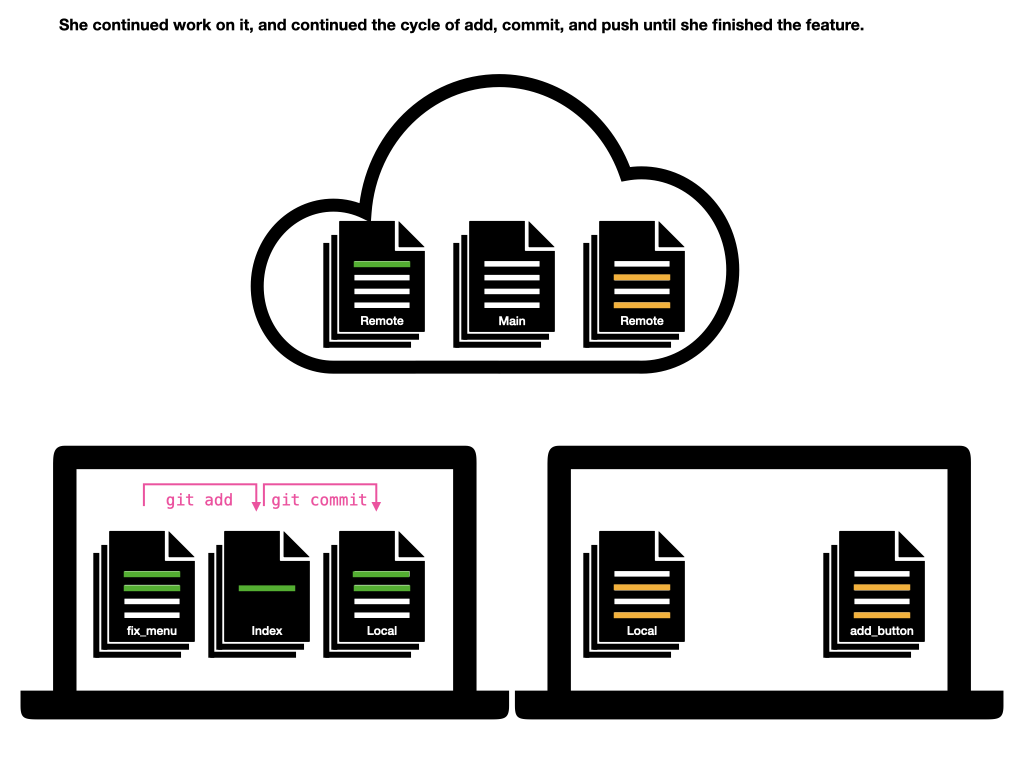 She continued work on it, and continued the cycle of add, commit, and push until she finished the feature.
Remote
Main
Remote
git add
git commit
fix_menu
Index
Local
Local
add_button